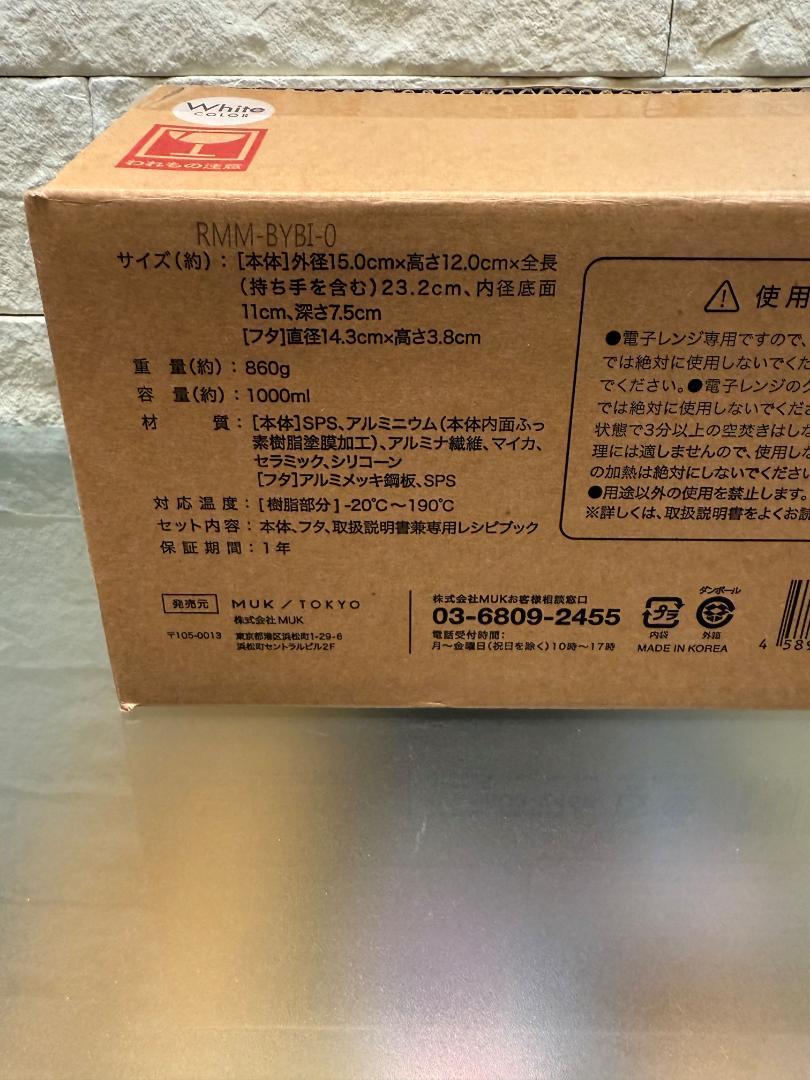 White
COLOR
われもの注意
RMM-BYBI-0
サイズ(約)：[本体]外径15.0cm×高さ12.0cm×全長
(持ち手を含む)23.2cm、内径底面
11cm、深さ7.5cm
[フタ]直径14.3cm×高さ3.8cm
重 量(約)：860g
容 量(約)：1000ml
材 質：[本体]SPS、アルミニウム(本体内面ふっ
素樹脂塗膜加工)、アルミナ繊維、マイカ、
セラミック、シリコーン
[フタ]アルミメッキ鋼板、SPS
対応温度：[樹脂部分]-20℃～190℃
セット内容：本体、フタ、取扱説明書兼専用レシピブック
保証期間：1年
発売元 MUK／TOKYO
株式会社 MUK
〒105-0013 東京都港区浜松町1-29-6
浜松町セントラルビル2F
株式会社MUKお客様相談窓口
03-6809-2455
電話受付時間：
月～金曜日(祝日を除く)10時～17時
プラ
内袋
ダンボール
外箱
MADE IN KOREA
4 589
使用
●電子レンジ専用ですので、
では絶対に使用しないでくだ
でください。●電子レンジのク
では絶対に使用しないでくださ
状態で3分以上の空焚きはしな
理には適しませんので、使用しな
の加熱は絶対にしないでくださ
●用途以外の使用を禁止します。
※詳しくは、取扱説明書をよくお読